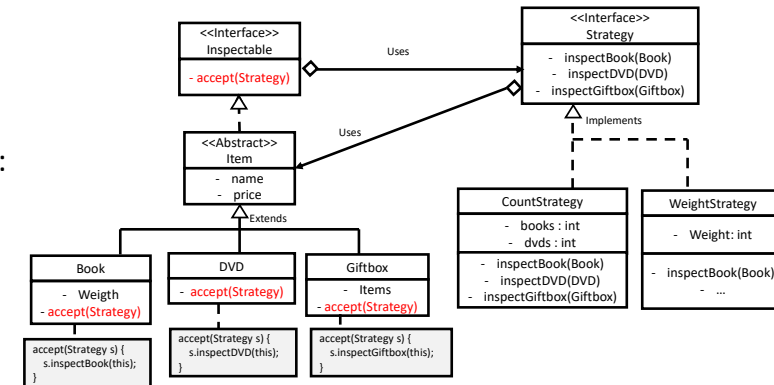 <<Interface>>
Inspectable
- accept(Strategy)
Uses
<<Interface>>
Strategy
- inspectBook(Book)
- inspectDVD(DVD)
- inspectGiftbox(Giftbox)
Uses
Implements
:
<<Abstract>>
Item
- name
- price
Extends
CountStrategy
- books : int
- dvds : int
- inspectBook(Book)
- inspectDVD(DVD)
- inspectGiftbox(Giftbox)
WeightStrategy
- Weight: int
- inspectBook(Book)
- ...
Book
- Weigth
- accept(Strategy)
DVD
- accept(Strategy)
Giftbox
- Items
- accept(Strategy)
accept(Strategy s) {
s.inspectBook(this);
}
accept(Strategy s) {
s.inspectDVD(this);
}
accept(Strategy s) {
s.inspectGiftbox(this);
}